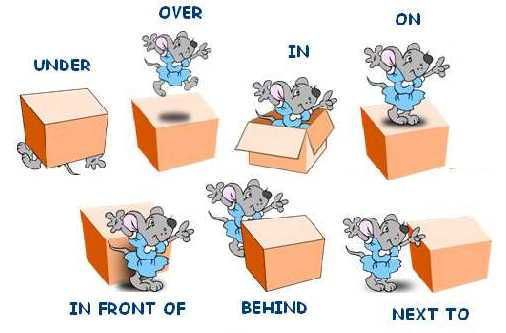 UNDER
OVER
IN
ON
IN FRONT OF
BEHIND
NEXT TO